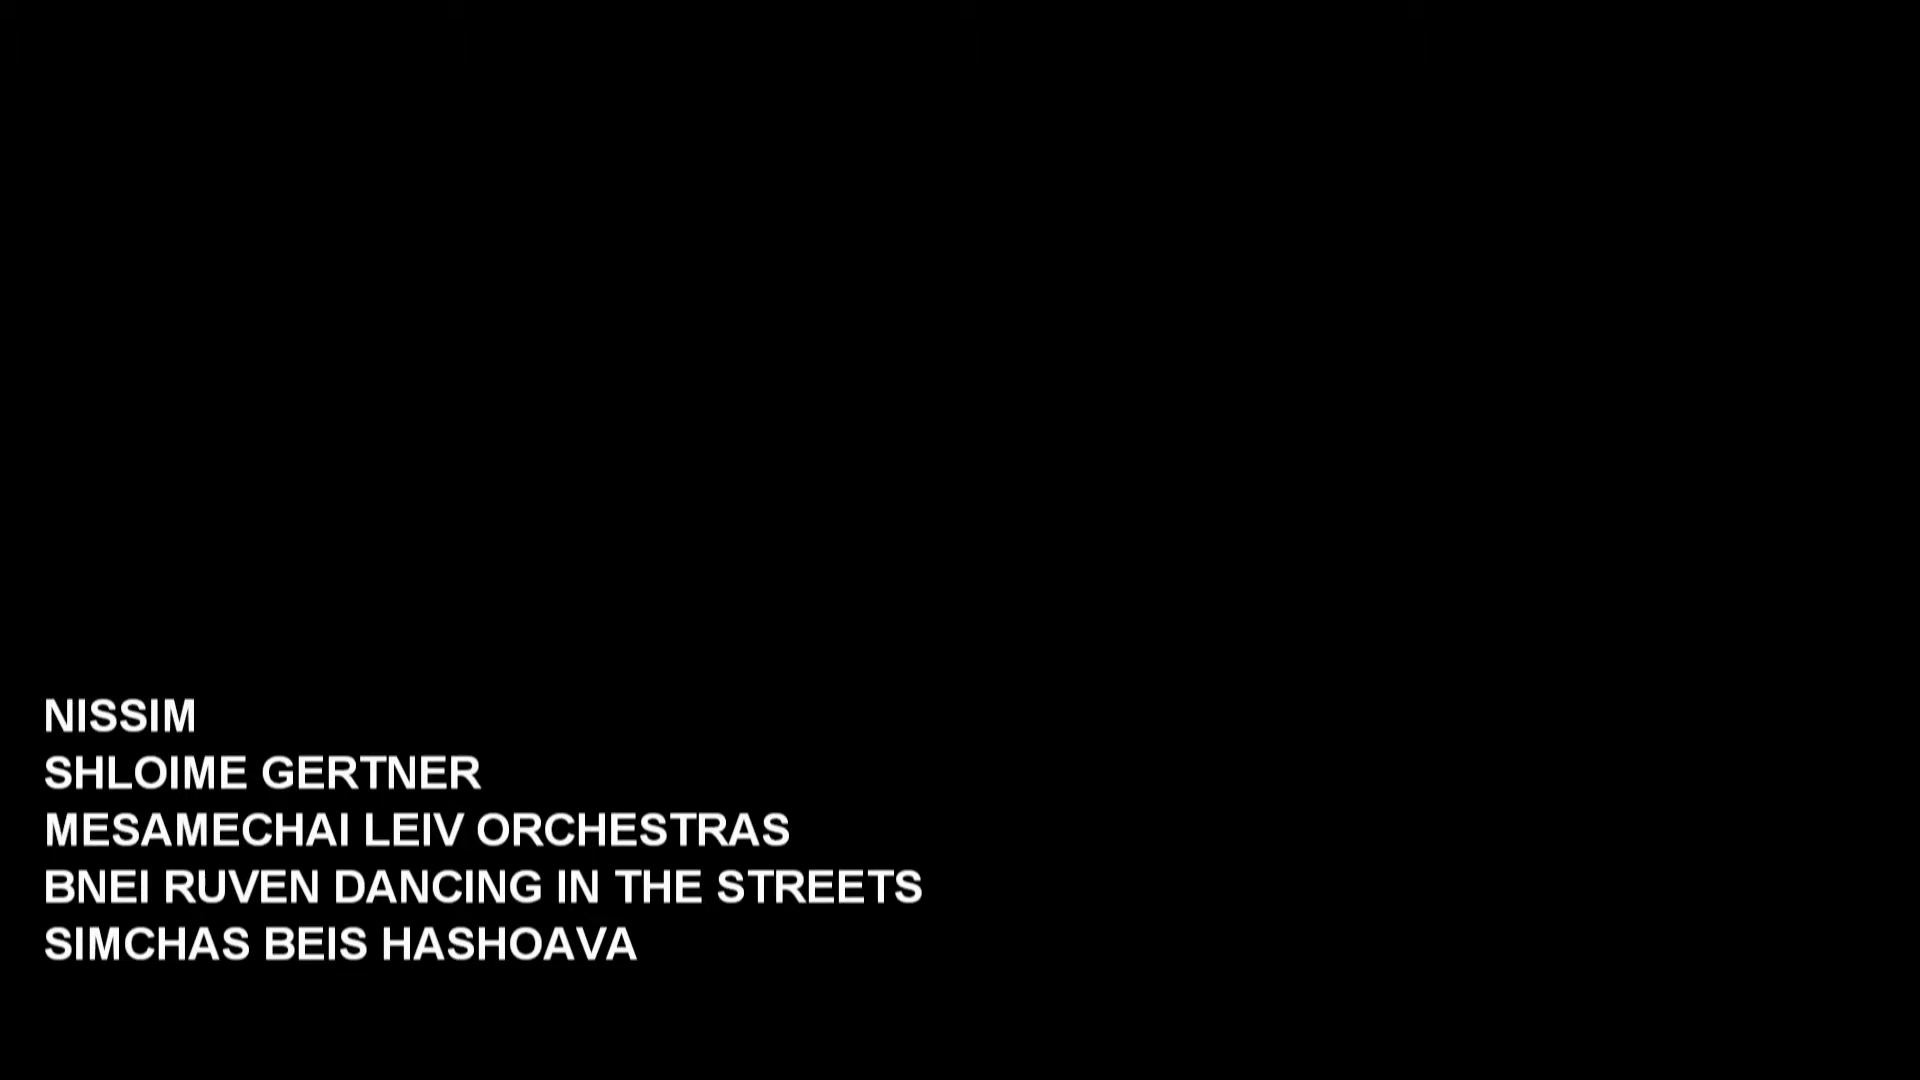 NISSIM
SHLOIME GERTNER
MESAMECHAI LEIV ORCHESTRAS
BNEI RUVEN DANCING IN THE STREETS
SIMCHAS BEIS HASHOAVA